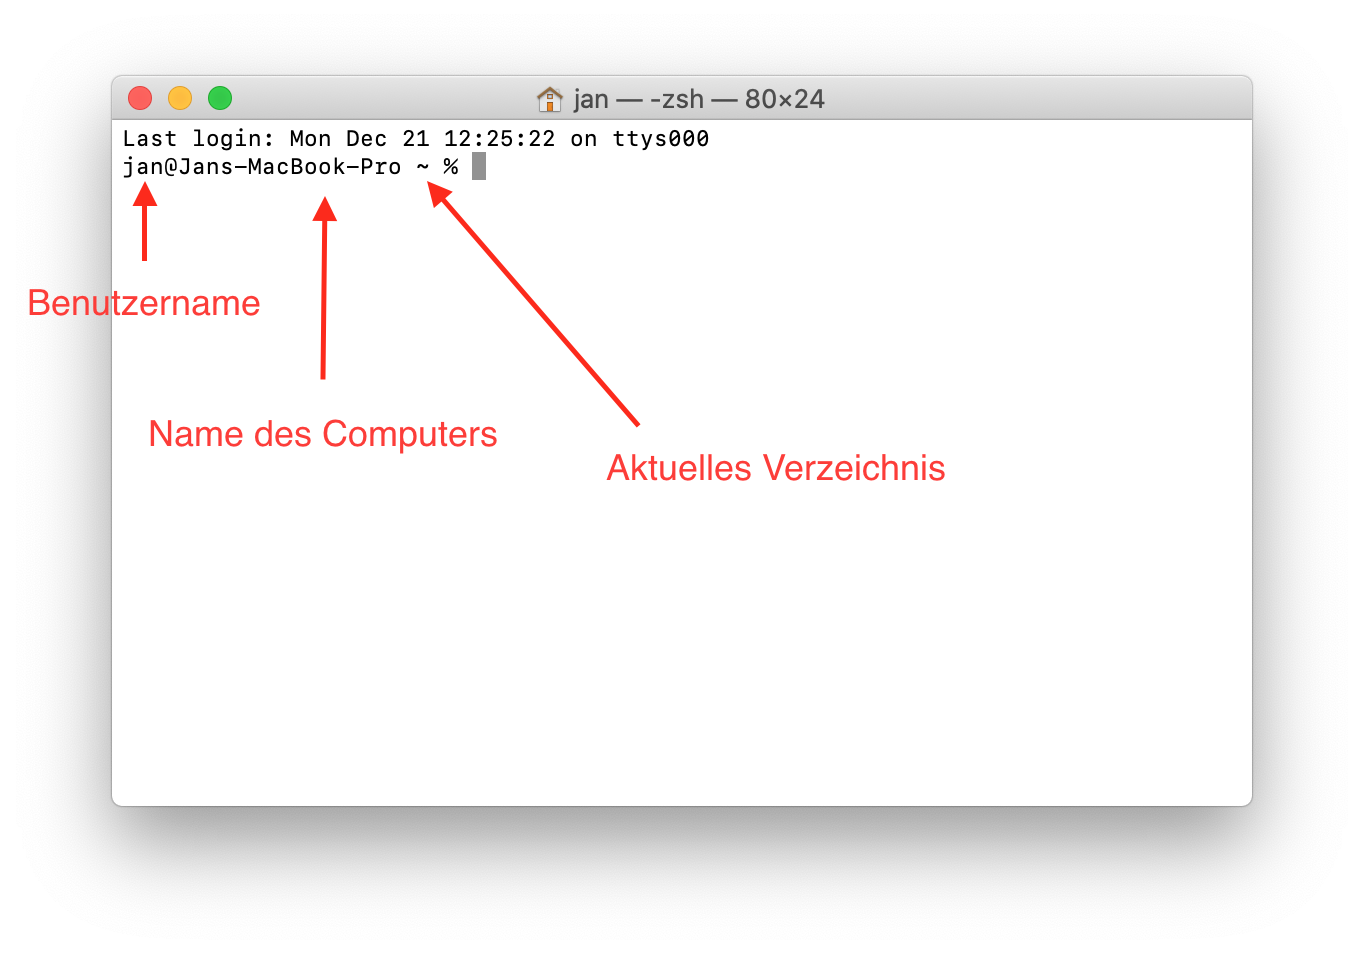 jan — -zsh — 80×24
Last login: Mon Dec 21 12:25:22 on ttys000
jan@Jans-MacBook-Pro ~ %
Benutzername
Name des Computers
Aktuelles Verzeichnis